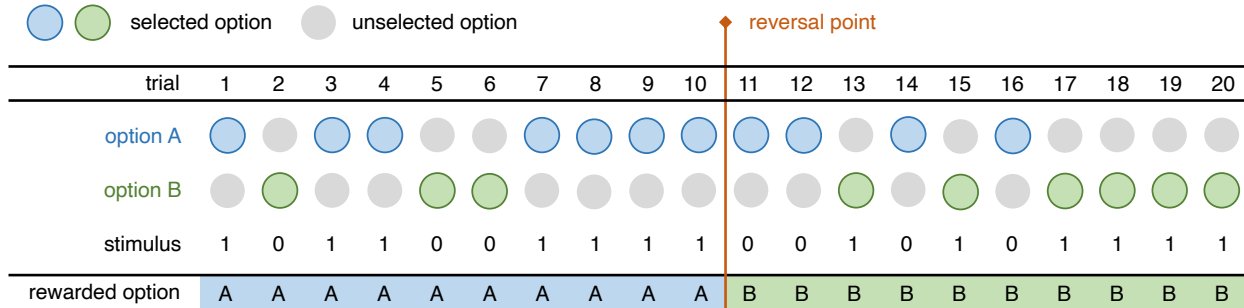 selected option unselected option reversal point
trial 1 2 3 4 5 6 7 8 9 10 11 12 13 14 15 16 17 18 19 20
option A
option B
stimulus 1 0 1 1 0 0 1 1 1 1 0 0 1 0 1 0 1 1 1 1
rewarded option A A A A A A A A A A B B B B B B B B B B